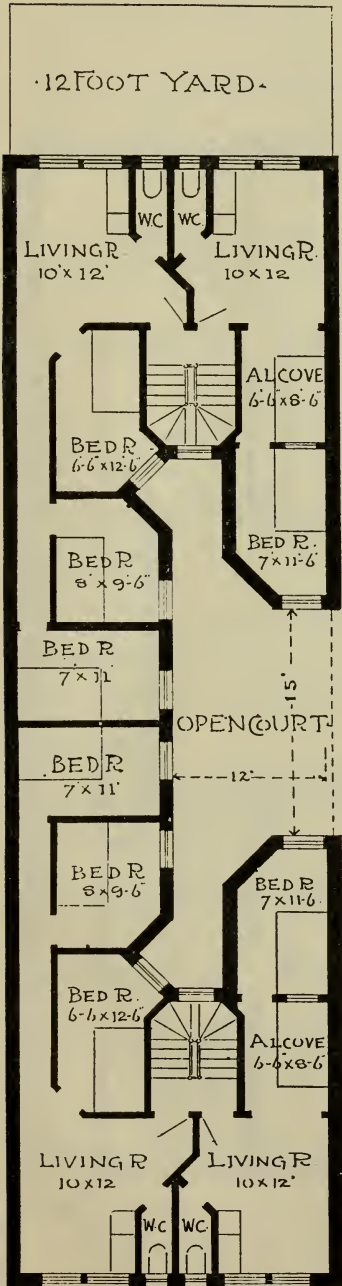 ·12 FOOT YARD·
W.C.
W.C.
LIVING R.
10' x 12'
LIVING R.
10 x 12
ALCOVE
6-6 x 8-6
BED R
6-6 x 12-6
BED R.
7 x 11-6
BED R
8 x 9-6
BED R
7 x 11
15'
OPEN COURT
12'
BED R
7 x 11'
BED R
8 x 9-6
BED R
7 x 11-6
BED R.
6-6 x 12-6
ALCOVE
6-6 x 8-6
LIVING R
10 x 12
LIVING R.
10 x 12'
W.C
W.C.